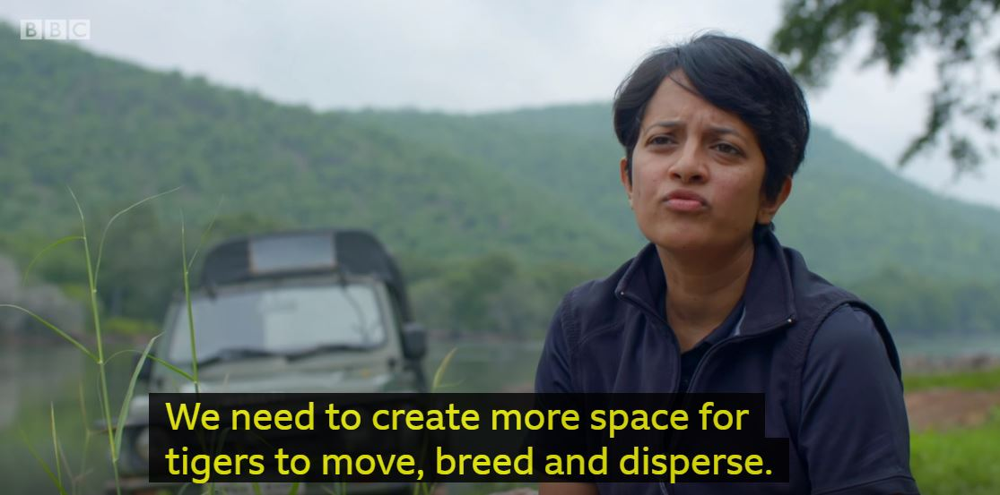 BBC
We need to create more space for
tigers to move, breed and disperse.